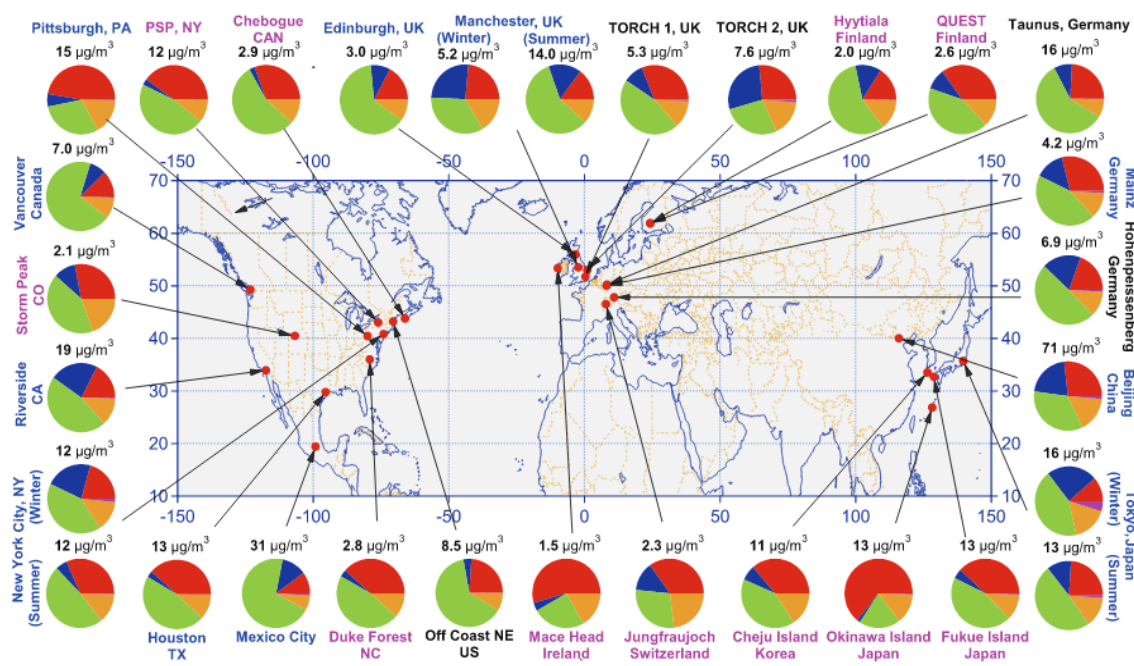 Pittsburgh, PA
15 µg/m3
PSP, NY
12 µg/m3
Chebogue
CAN
2.9 µg/m3
Edinburgh, UK
3.0 µg/m3
Manchester, UK
(Winter)
(Summer)
5.2 µg/m3
14.0 µg/m3
TORCH 1, UK
5.3 µg/m3
TORCH 2, UK
7.6 µg/m3
Hyytiala
Finland
2.0 µg/m3
QUEST
Finland
2.6 µg/m3
Taunus, Germany
16 µg/m3
-150
-100
-50
0
50
100
150
70
60
50
40
30
20
10
70
60
50
40
30
20
10
-150
-100
-50
0
50
100
150
7.0 µg/m3
Vancouver
Canada
2.1 µg/m3
Storm Peak
CO
19 µg/m3
Riverside
CA
12 µg/m3
New York City, NY
(Winter)
(Summer)
12 µg/m3
4.2 µg/m3
Mainz
Germany
6.9 µg/m3
Hohenpeissenberg
Germany
71 µg/m3
Beijing
China
16 µg/m3
Tokyo, Japan
(Winter)
(Summer)
13 µg/m3
13 µg/m3
Houston
TX
31 µg/m3
Mexico City
2.8 µg/m3
Duke Forest
NC
8.5 µg/m3
Off Coast NE
US
1.5 µg/m3
Mace Head
Ireland
2.3 µg/m3
Jungfraujoch
Switzerland
11 µg/m3
Cheju Island
Korea
13 µg/m3
Okinawa Island
Japan
13 µg/m3
Fukue Island
Japan